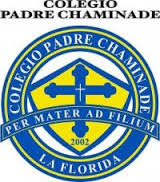 COLEGIO
PADRE CHAMINADE
COLEGIO PADRE CHAMINADE
PER MATER AD FILIUM
2002
LA FLORIDA